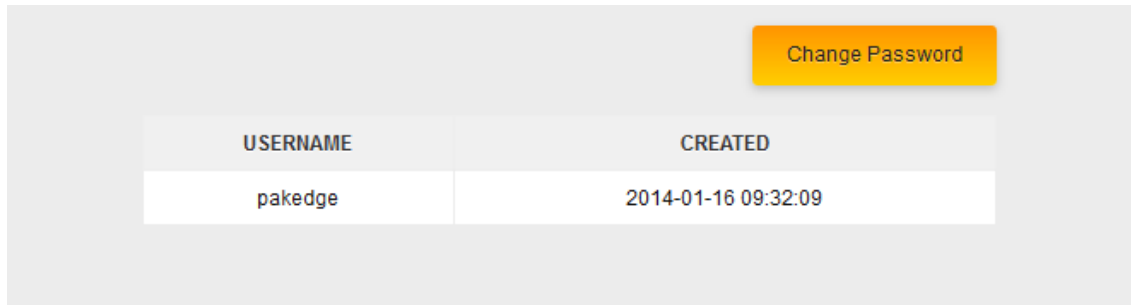 Change Password
USERNAME CREATED
pakedge 2014-01-16 09:32:09